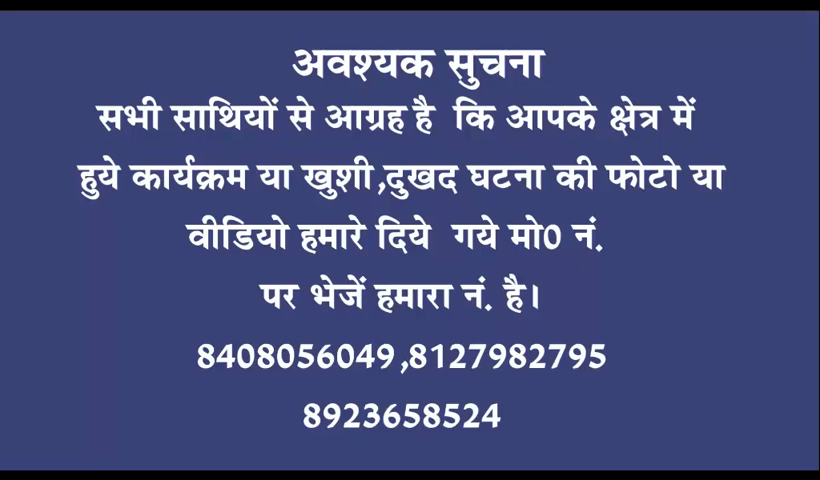 अवश्यक सुचना
सभी साथियों से आग्रह है कि आपके क्षेत्र में
हुये कार्यक्रम या खुशी,दुखद घटना की फोटो या
वीडियो हमारे दिये गये मो0 नं.
पर भेजें हमारा नं. है।
8408056049,8127982795
8923658524